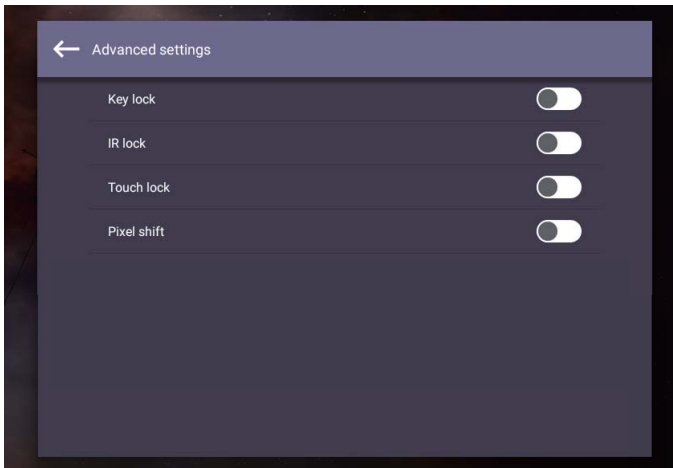 Advanced settings
Key lock
IR lock
Touch lock
Pixel shift